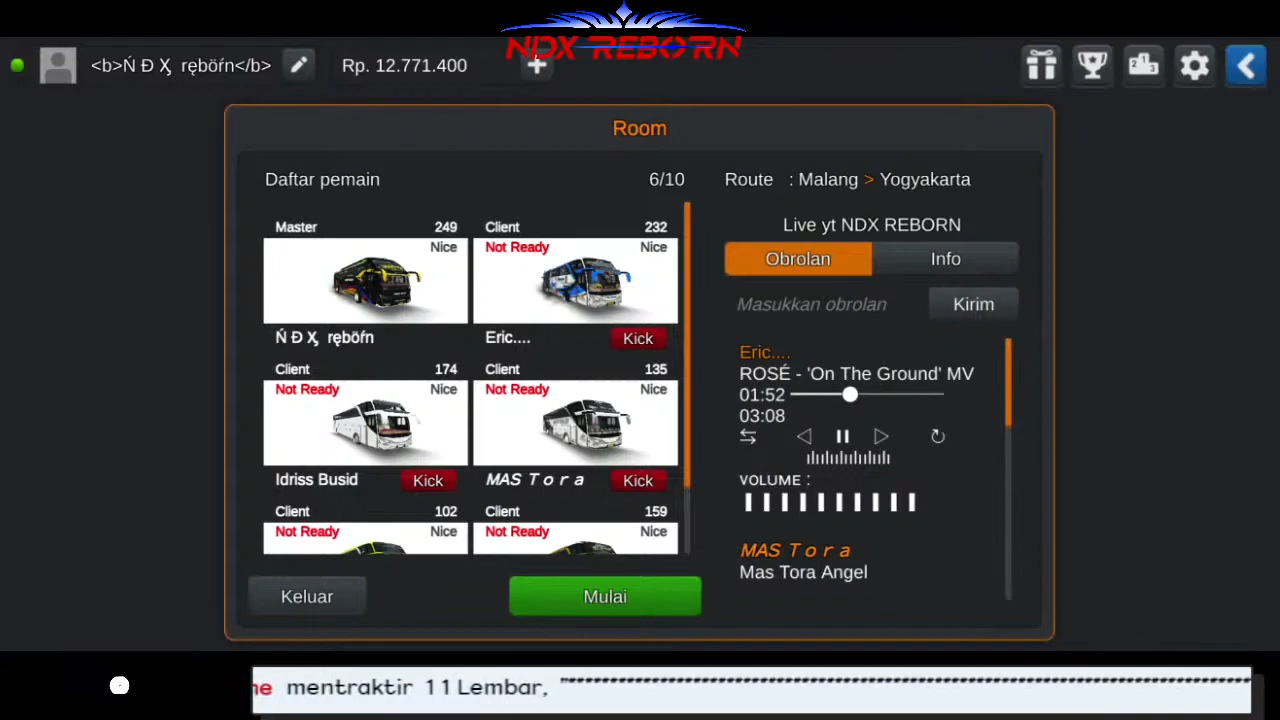 NDX REBORN
<b>Ń Đ Ҳ ręböŕn</b>
Rp. 12.771.400
Room
Daftar pemain 6/10
Route : Malang > Yogyakarta
Live yt NDX REBORN
Obrolan Info
Masukkan obrolan Kirim
Master 249
Nice
Ń Đ Ҳ ręböŕn
Client 232
Not Ready Nice
Eric.... Kick
Client 174
Not Ready Nice
Idriss Busid Kick
Client 135
Not Ready Nice
MAS T o r a Kick
Client 102
Not Ready Nice
Client 159
Not Ready Nice
Keluar Mulai
Eric....
ROSÉ - 'On The Ground' MV
01:52
03:08
VOLUME :
MAS T o r a
Mas Tora Angel
mentraktir 11 Lembar,